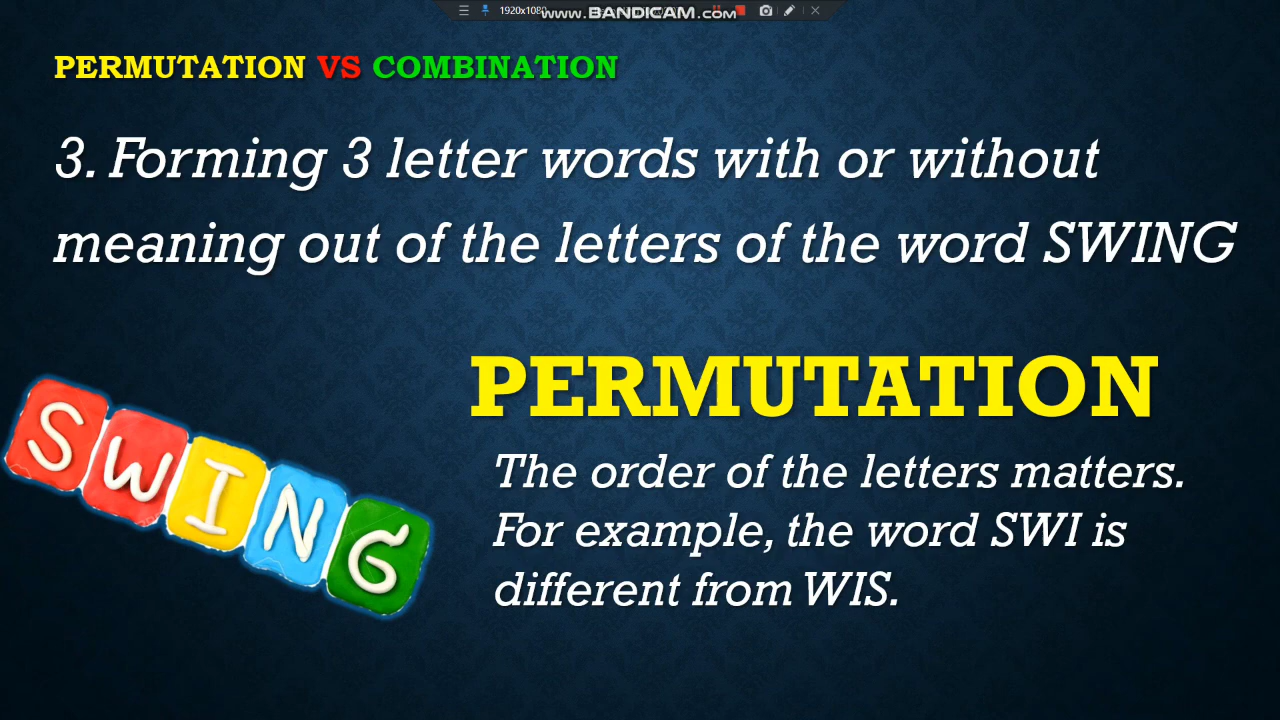 1920x1080
www.BANDICAM.com
PERMUTATION VS COMBINATION
3. Forming 3 letter words with or without
meaning out of the letters of the word SWING
PERMUTATION
The order of the letters matters.
For example, the word SWI is
different from WIS.
SWING